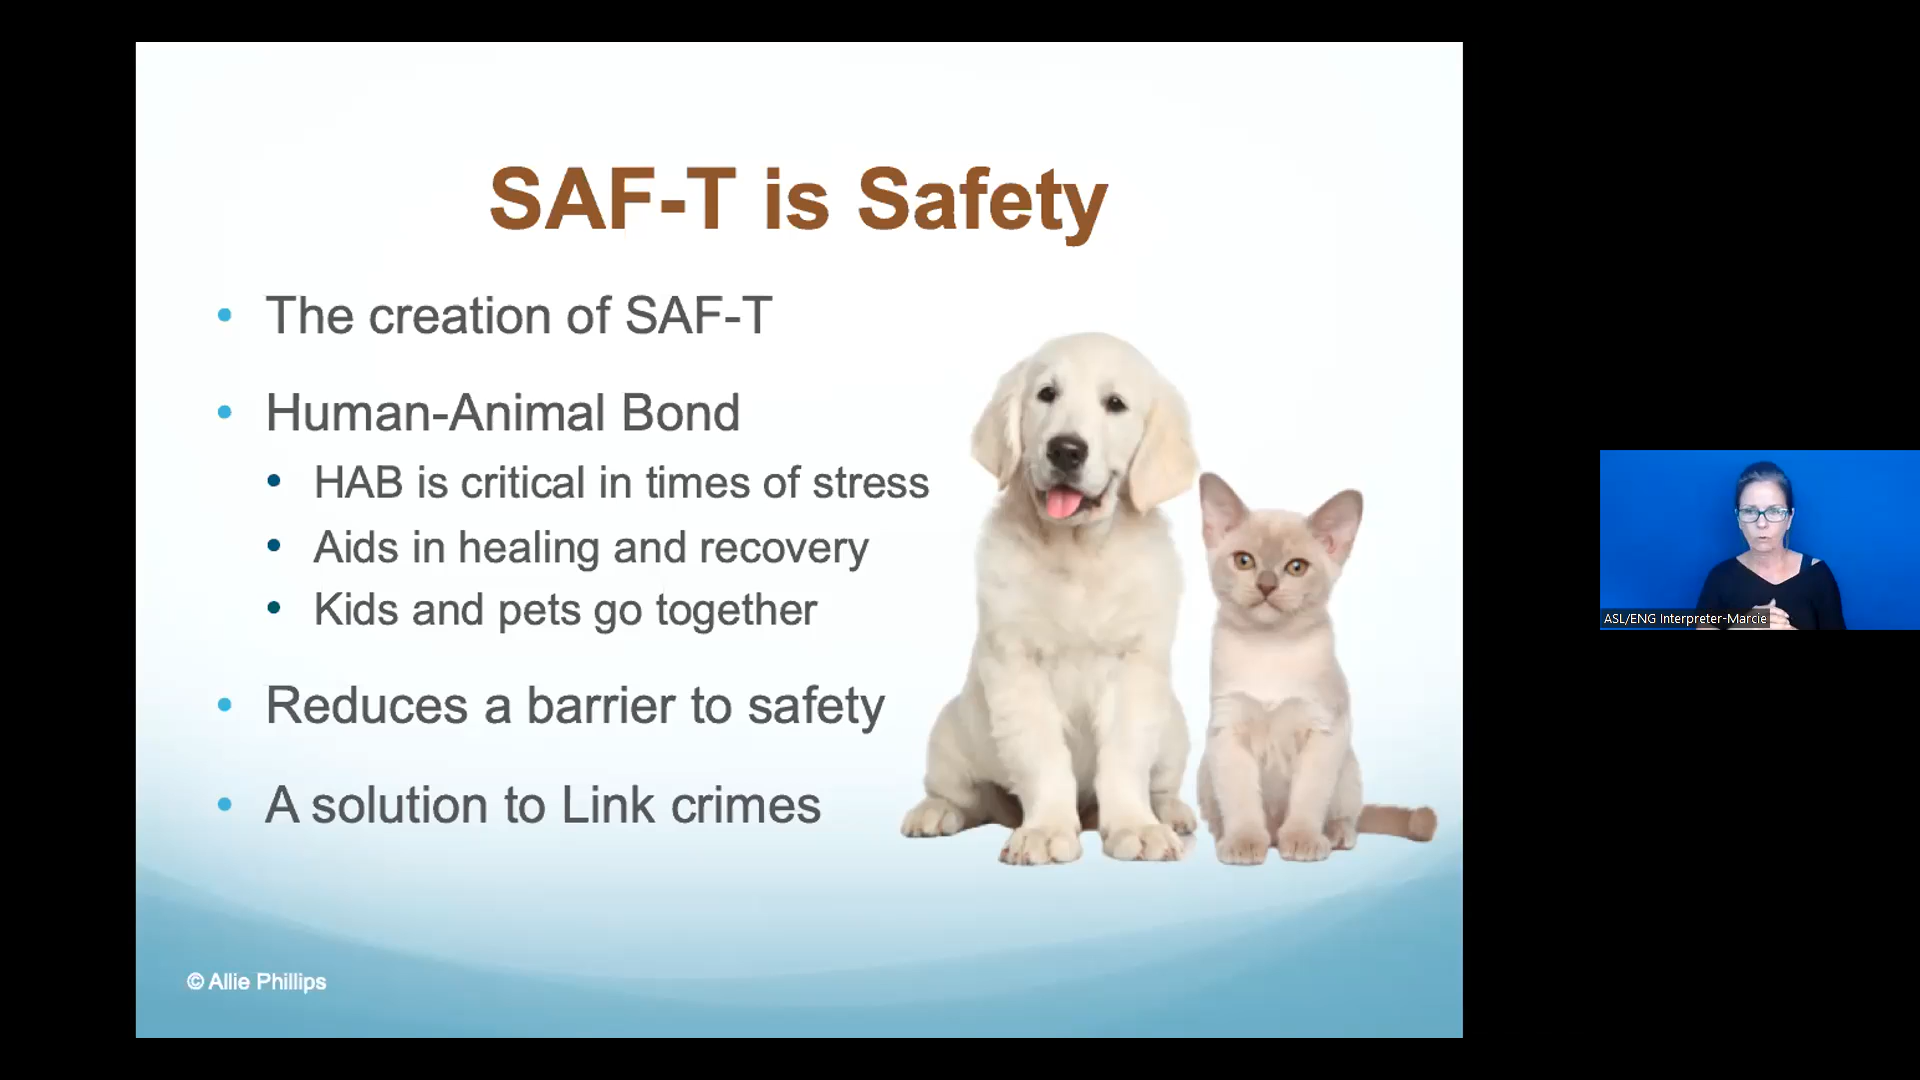 SAF-T is Safety
• The creation of SAF-T
• Human-Animal Bond
• HAB is critical in times of stress
• Aids in healing and recovery
• Kids and pets go together
• Reduces a barrier to safety
• A solution to Link crimes
© Allie Phillips
ASL/ENG Interpreter-Marcie